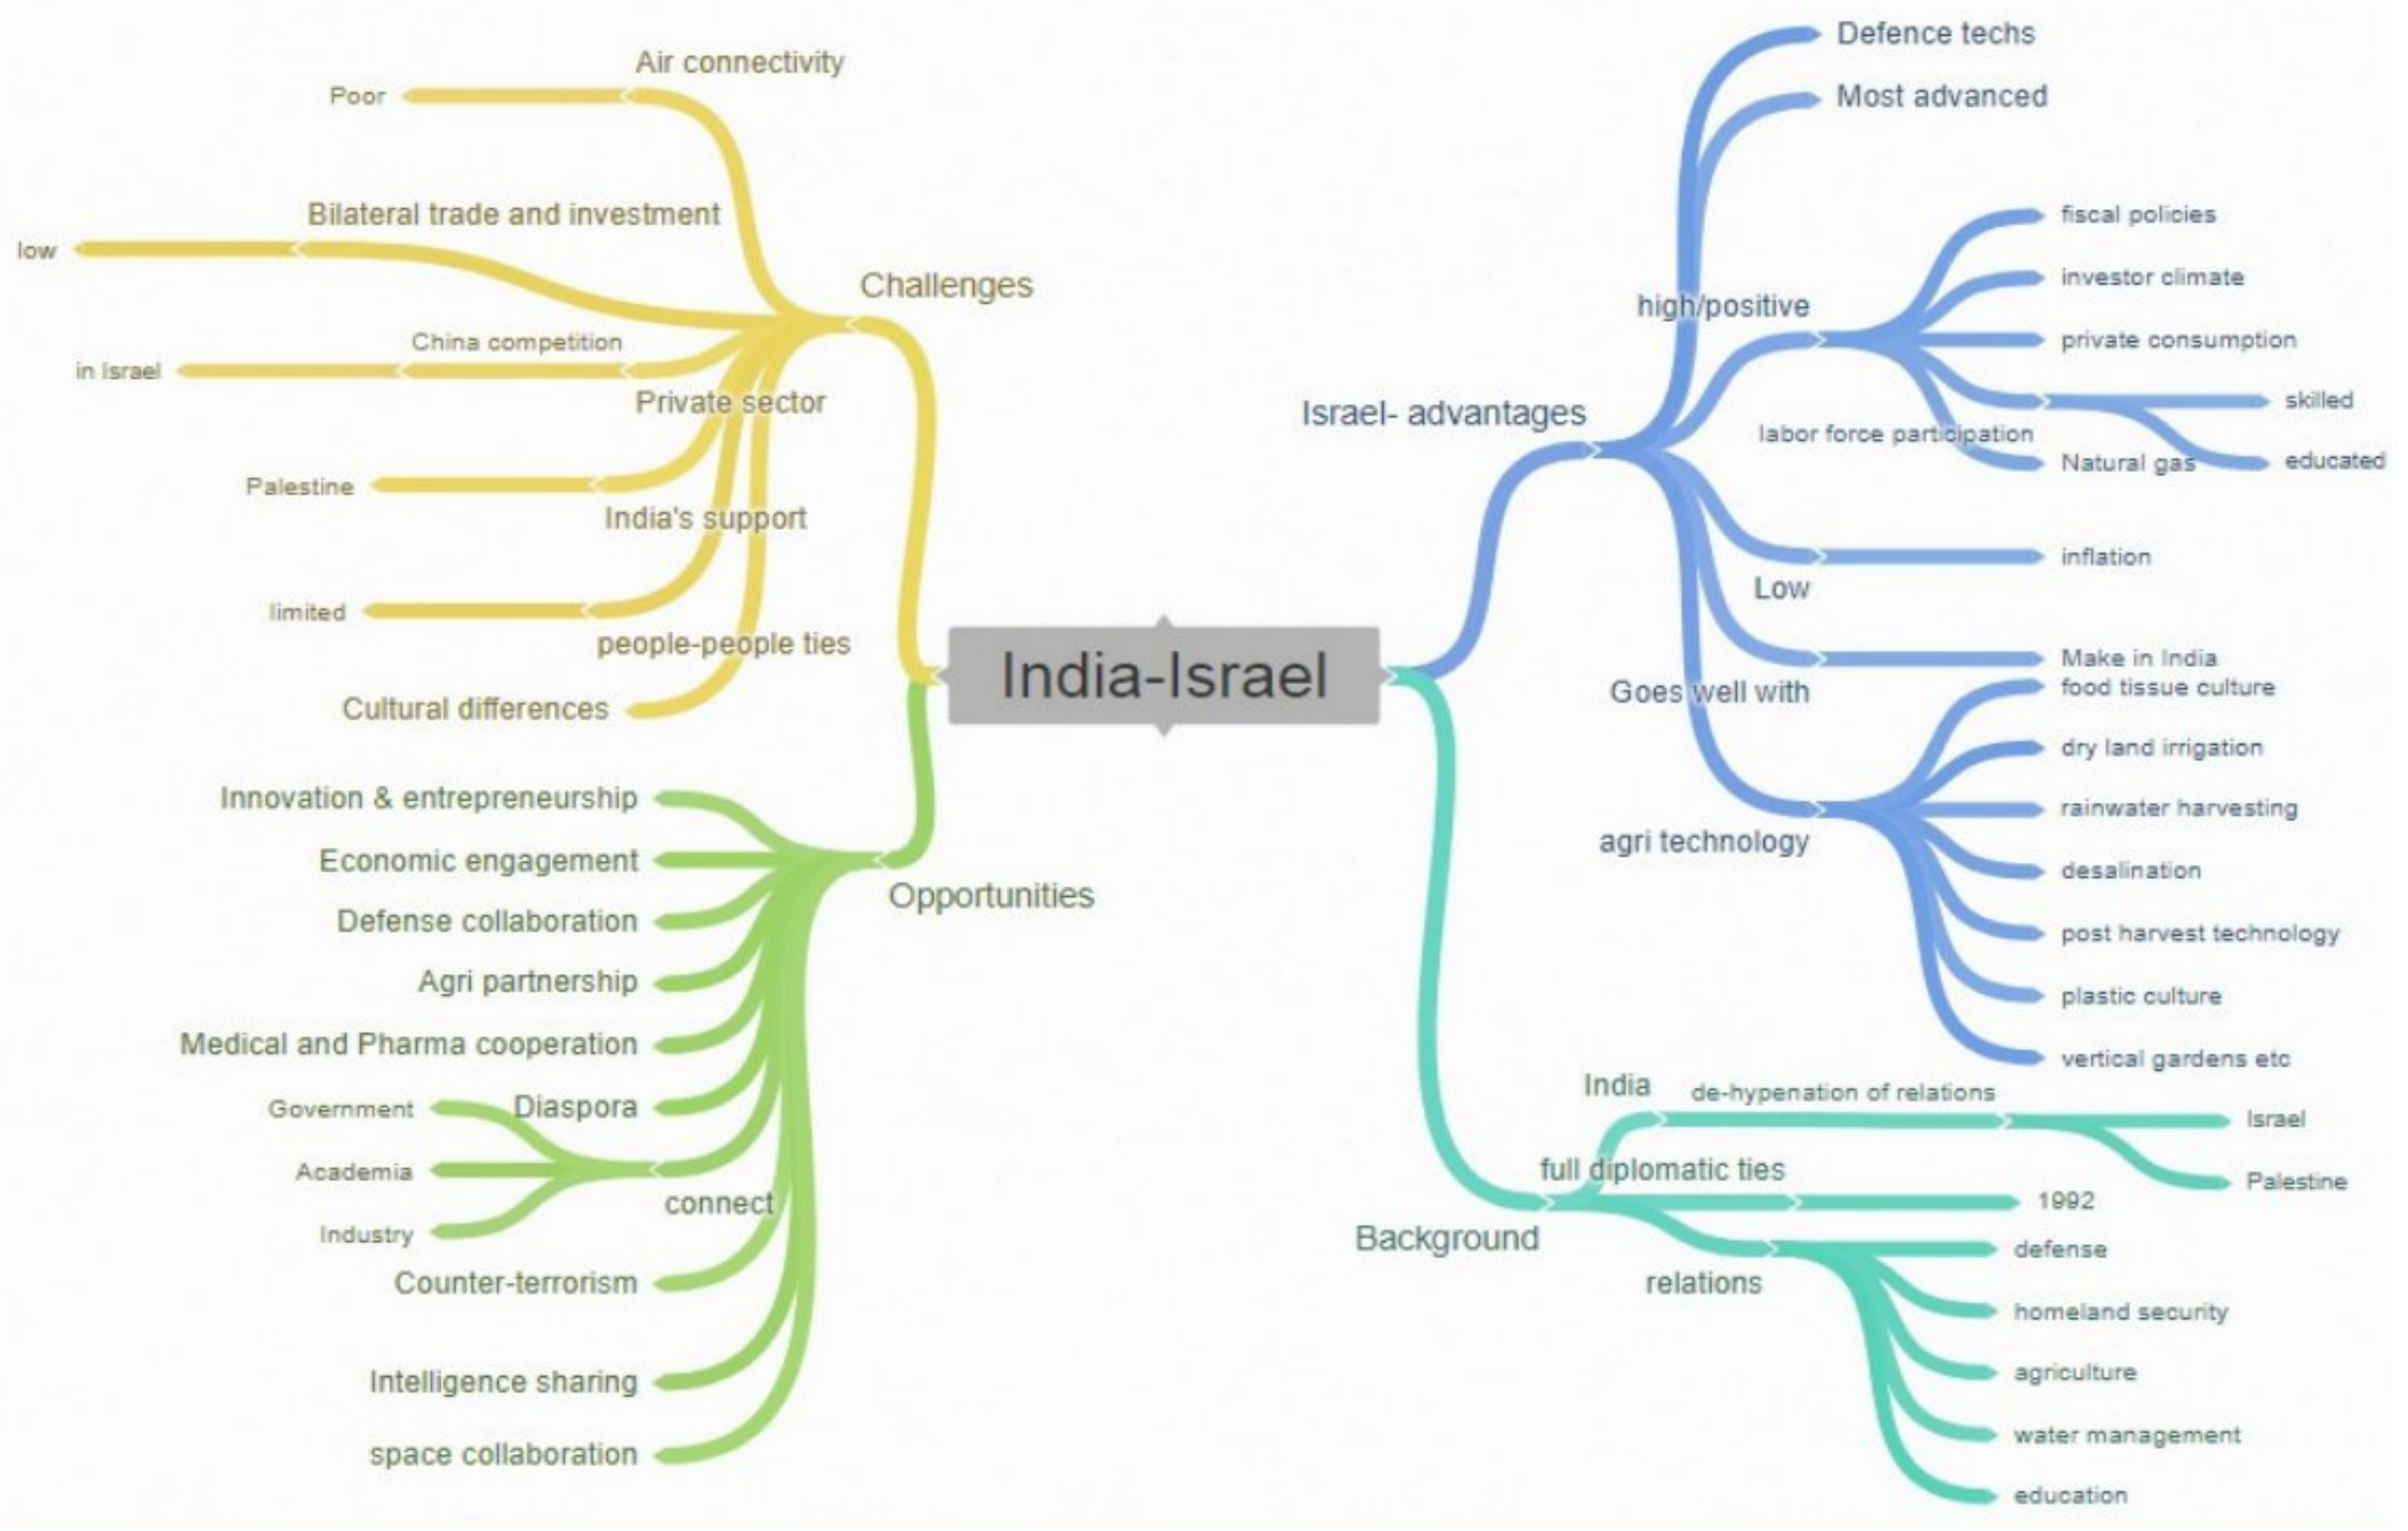 India-Israel
Challenges
Air connectivity
Poor
Bilateral trade and investment
low
Private sector
China competition
in Israel
India's support
Palestine
people-people ties
limited
Cultural differences
Opportunities
Innovation & entrepreneurship
Economic engagement
Defense collaboration
Agri partnership
Medical and Pharma cooperation
Diaspora
connect
Government
Academia
Industry
Counter-terrorism
Intelligence sharing
space collaboration
Israel- advantages
Defence techs
Most advanced
high/positive
fiscal policies
investor climate
private consumption
labor force participation
skilled
educated
Natural gas
Low
inflation
Goes well with
Make in India
agri technology
food tissue culture
dry land irrigation
rainwater harvesting
desalination
post harvest technology
plastic culture
vertical gardens etc
Background
India
de-hypenation of relations
Israel
Palestine
full diplomatic ties
1992
relations
defense
homeland security
agriculture
water management
education